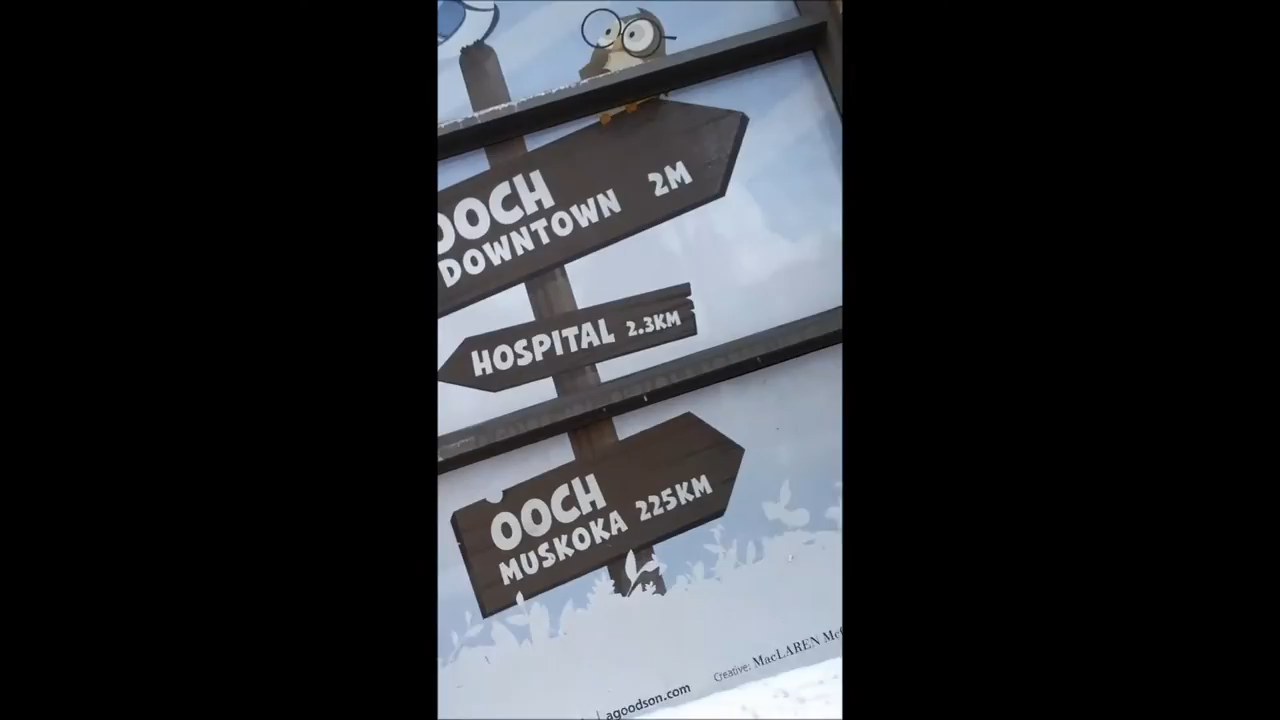 OOCH
DOWNTOWN 2M
HOSPITAL 2.3KM
OOCH
MUSKOKA 225KM
Creative: MacLAREN
agoodson.com